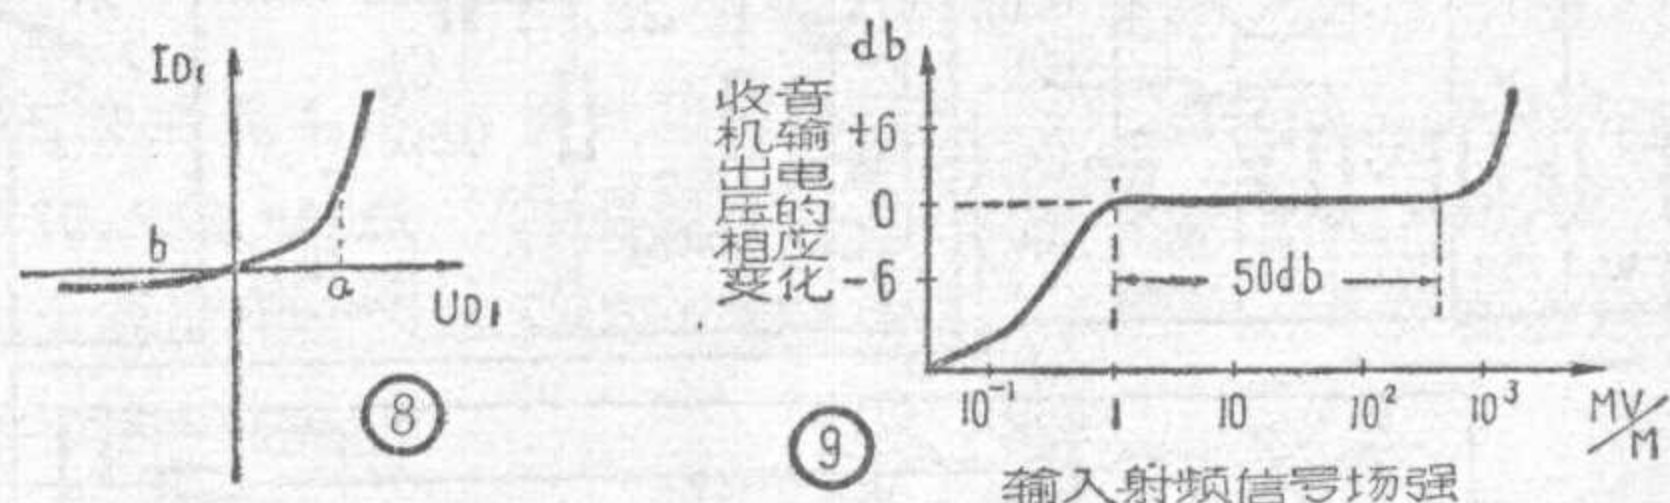 ID₁
b
a
UD₁
8
db
收音
机输
出电
压的
相应
变化
+6
0
-6
50db
10⁻¹
1
10
10²
10³
MV/M
9
输入射频信号场强